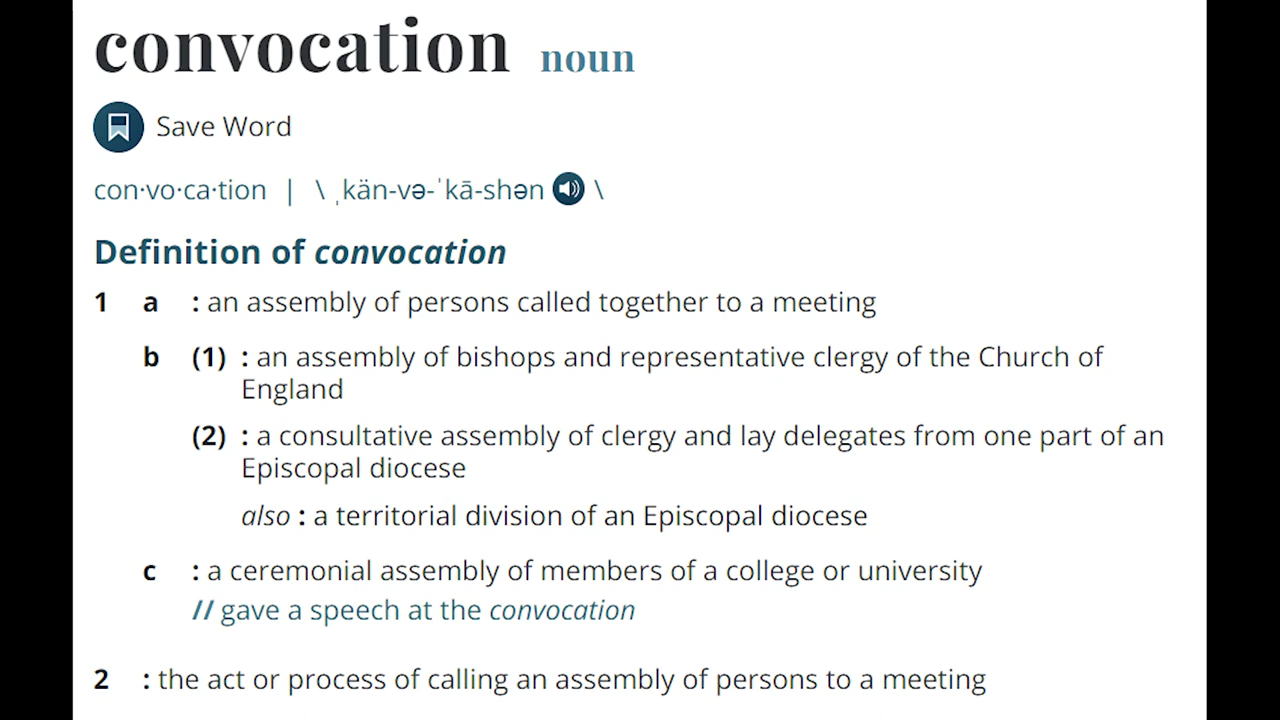 convocation noun
Save Word
con·vo·ca·tion | \ ˌkän-və-ˈkā-shən \
Definition of convocation
1 a : an assembly of persons called together to a meeting
b (1) : an assembly of bishops and representative clergy of the Church of
England
(2) : a consultative assembly of clergy and lay delegates from one part of an
Episcopal diocese
also : a territorial division of an Episcopal diocese
c : a ceremonial assembly of members of a college or university
// gave a speech at the convocation
2 : the act or process of calling an assembly of persons to a meeting